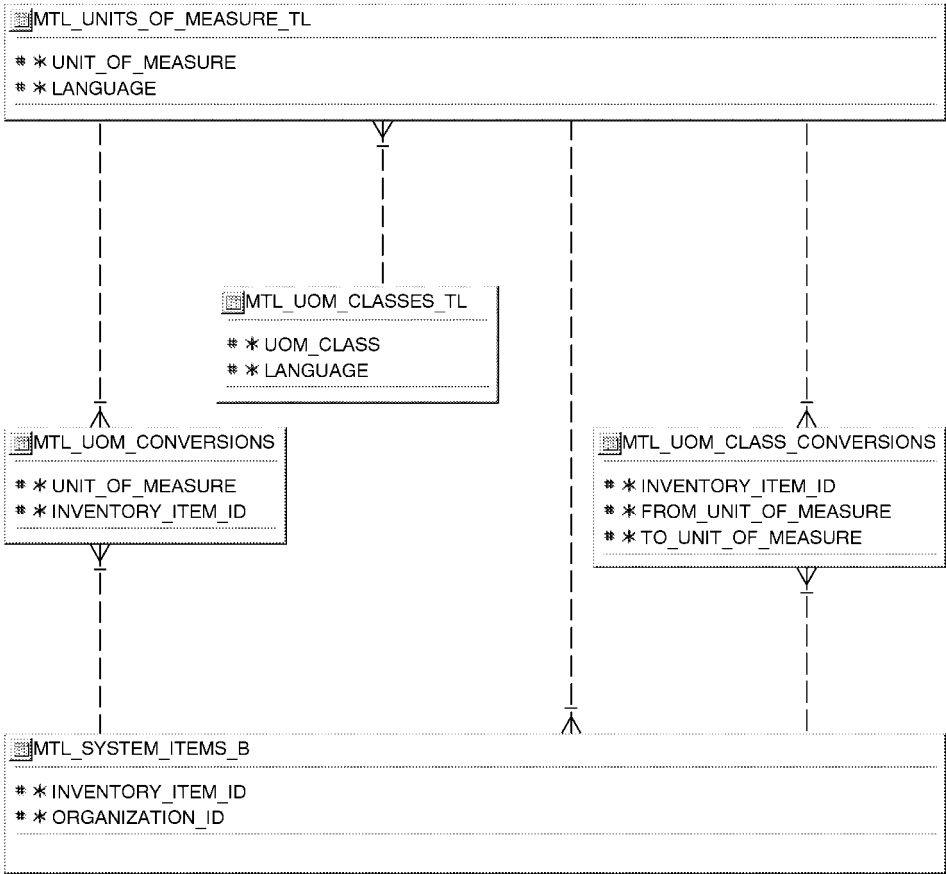 MTL_UNITS_OF_MEASURE_TL
# * UNIT_OF_MEASURE
# * LANGUAGE
MTL_UOM_CLASSES_TL
# * UOM_CLASS
# * LANGUAGE
MTL_UOM_CONVERSIONS
# * UNIT_OF_MEASURE
# * INVENTORY_ITEM_ID
MTL_UOM_CLASS_CONVERSIONS
# * INVENTORY_ITEM_ID
# * FROM_UNIT_OF_MEASURE
# * TO_UNIT_OF_MEASURE
MTL_SYSTEM_ITEMS_B
# * INVENTORY_ITEM_ID
# * ORGANIZATION_ID